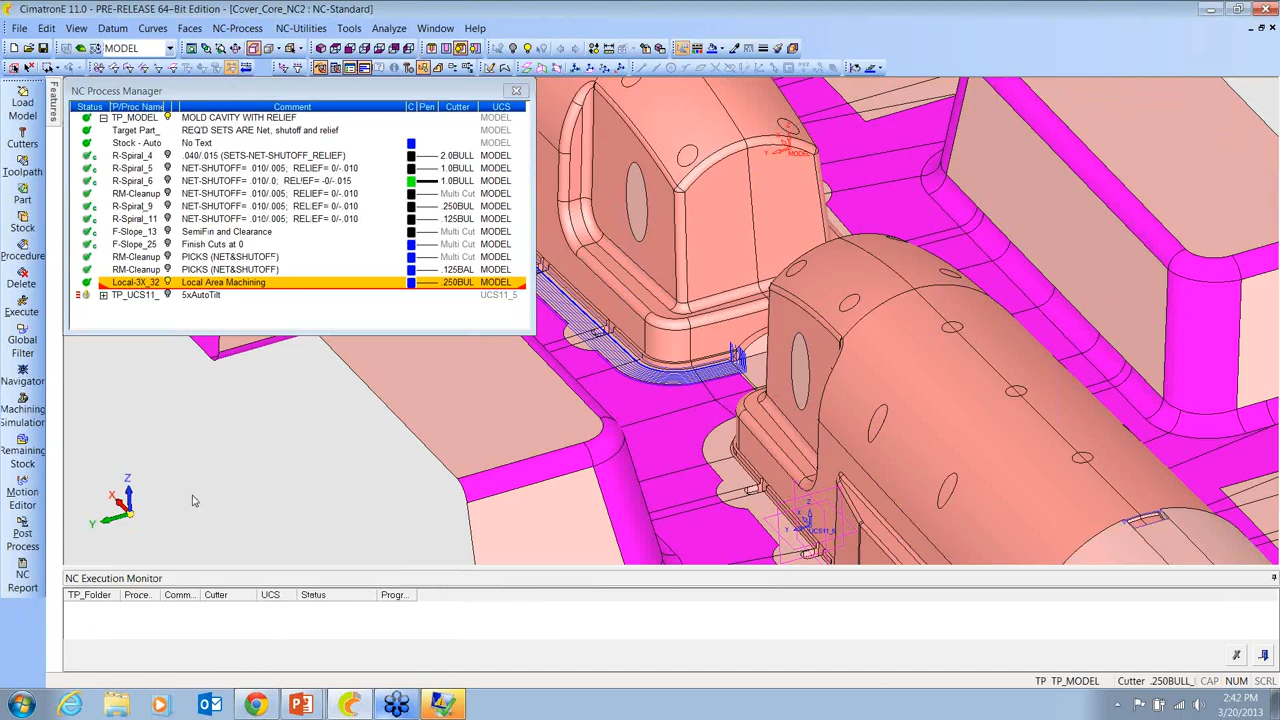 CimatronE 11.0 - PRE-RELEASE 64-Bit Edition - [Cover_Core_NC2 : NC-Standard]
File Edit View Datum Curves Faces NC-Process NC-Utilities Tools Analyze Window Help
MODEL
Features
Load Model
Cutters
Toolpath
Part
Stock
Procedure
Delete
Execute
Global Filter
Navigator
Machining Simulation
Remaining Stock
Motion Editor
Post Process
NC Report
NC Process Manager
Status TP/Proc Name Comment C Pen Cutter UCS
TP_MODEL MOLD CAVITY WITH RELIEF MODEL
Target Part_ REQ'D SETS ARE Net, shutoff and relief MODEL
Stock - Auto No Text MODEL
R-Spiral_4 .040/.015 (SETS-NET-SHUTOFF_RELIEF) 2.0BULL MODEL
R-Spiral_5 NET-SHUTOFF= .010/.005; RELIEF= 0/-.010 1.0BULL MODEL
R-Spiral_6 NET-SHUTOFF= .010/ 0; RELIEF= -0/-.015 1.0BULL MODEL
RM-Cleanup NET-SHUTOFF= .010/.005; RELIEF= 0/-.010 Multi Cut MODEL
R-Spiral_9 NET-SHUTOFF= .010/.005; RELIEF= 0/-.010 .250BUL MODEL
R-Spiral_11 NET-SHUTOFF= .010/.005; RELIEF= 0/-.010 .125BUL MODEL
F-Slope_13 SemiFin and Clearance Multi Cut MODEL
F-Slope_25 Finish Cuts at 0 Multi Cut MODEL
RM-Cleanup PICKS (NET&SHUTOFF) Multi Cut MODEL
RM-Cleanup PICKS (NET&SHUTOFF) .125BAL MODEL
Local-3X_32 Local Area Machining .250BUL MODEL
TP_UCS11_ 5xAutoTilt UCS11_5
Y MODEL
Z
X
Y
Z
X
Y UCS11_5
NC Execution Monitor
TP_Folder Proce.. Comm... Cutter UCS Status Progr...
TP TP_MODEL Cutter .250BULL_ CAP NUM SCRL
2:42 PM
3/20/2013